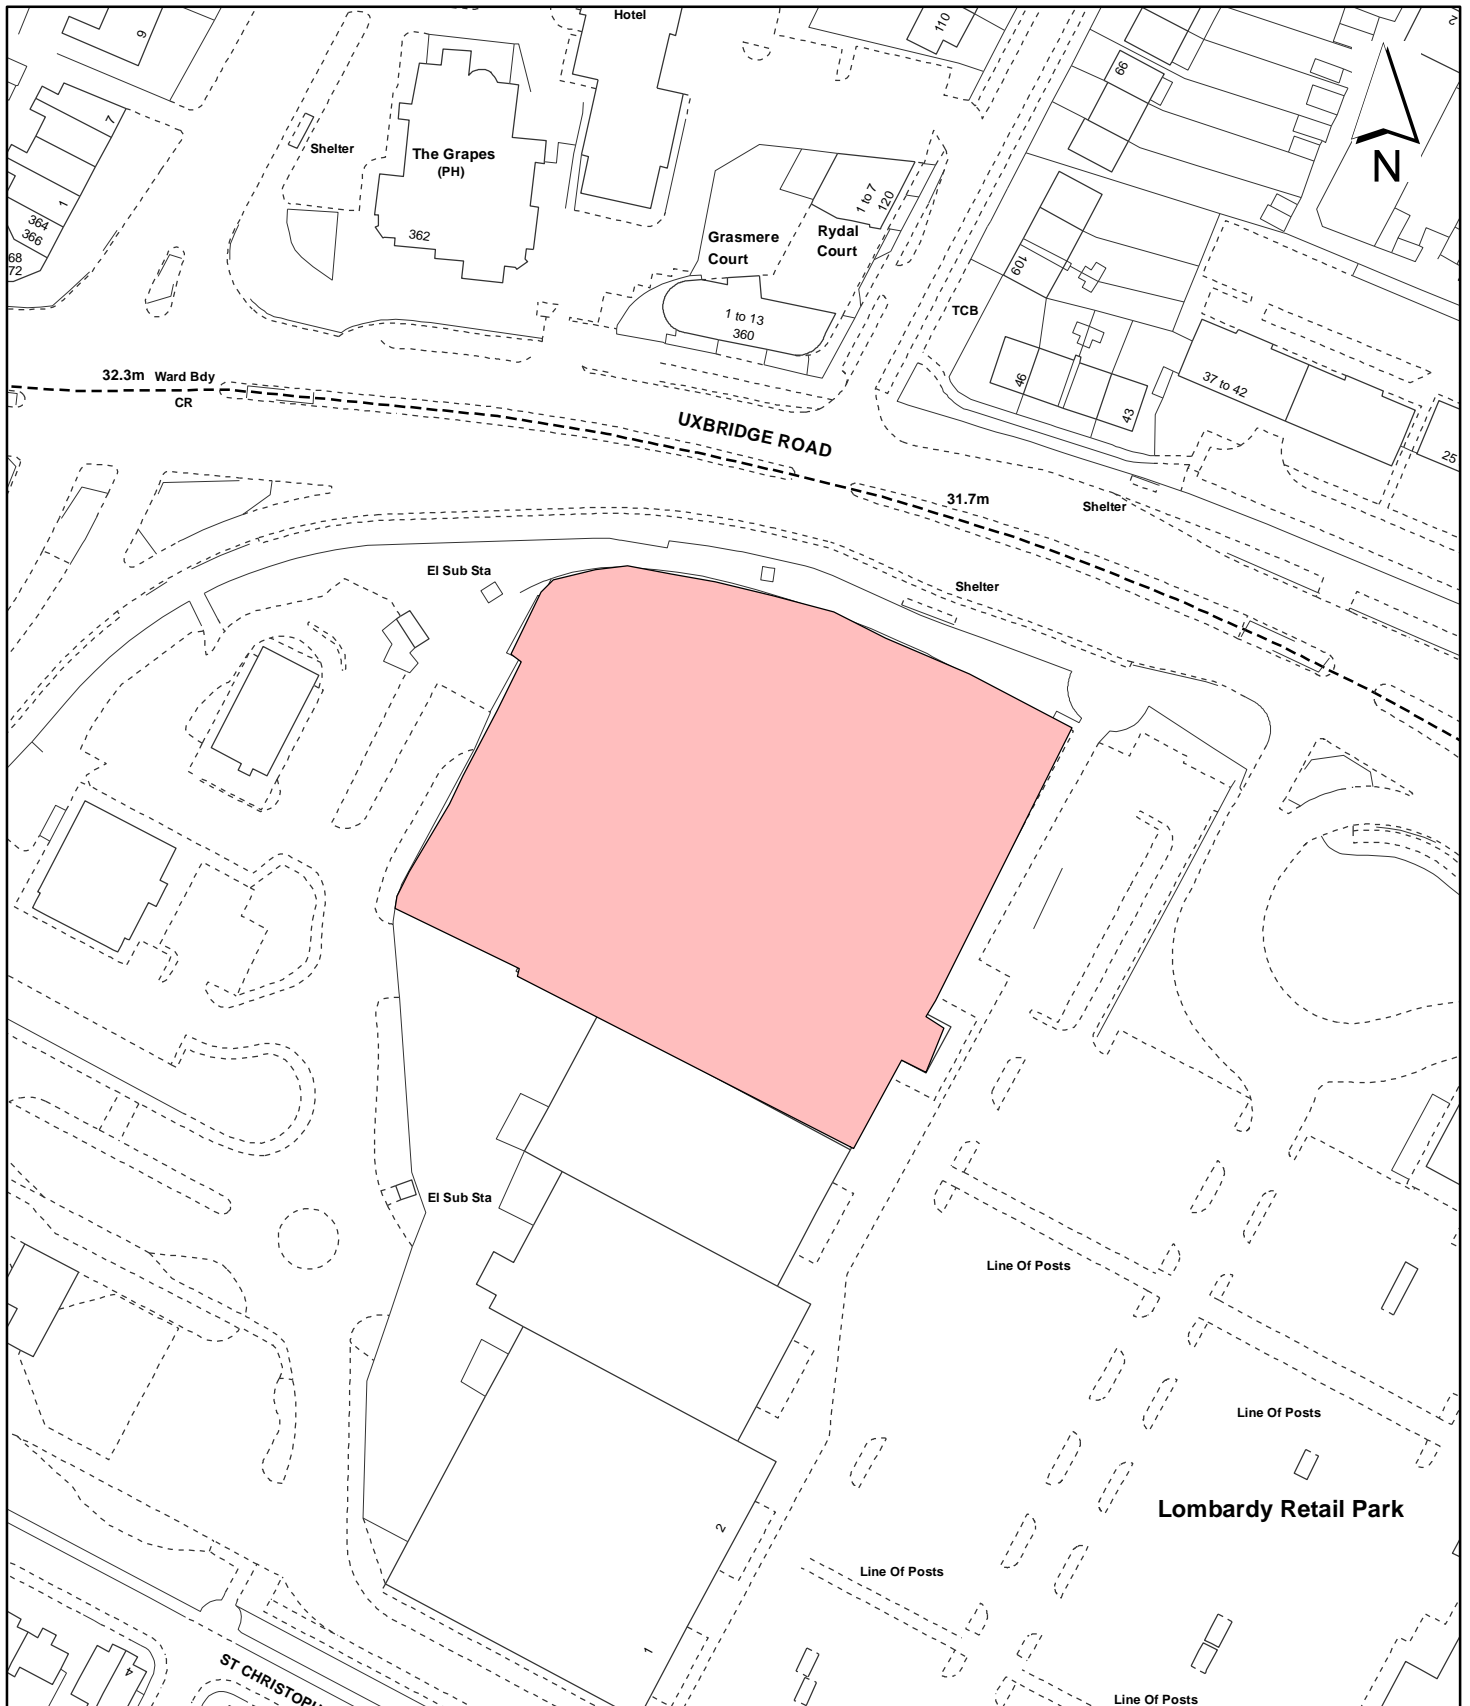 Hotel
110
2
9
66
7
Shelter
The Grapes
(PH)
N
1 to 7
120
1
364
366
68
72
362
Grasmere
Court
Rydal
Court
109
TCB
1 to 13
360
32.3m Ward Bdy
CR
46
43
37 to 42
25
UXBRIDGE ROAD
31.7m
Shelter
El Sub Sta
Shelter
El Sub Sta
Line Of Posts
Line Of Posts
Lombardy Retail Park
2
Line Of Posts
1
4
ST CHRISTOPH
Line Of Posts